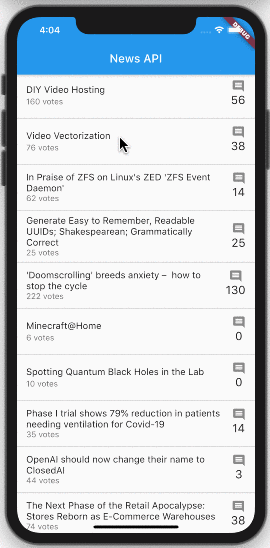 4:04
DEBUG
News API
DIY Video Hosting
160 votes
56
Video Vectorization
76 votes
38
In Praise of ZFS on Linux's ZED 'ZFS Event
Daemon'
62 votes
14
Generate Easy to Remember, Readable
UUIDs; Shakespearean; Grammatically
Correct
25 votes
25
'Doomscrolling' breeds anxiety – how to
stop the cycle
222 votes
130
Minecraft@Home
6 votes
0
Spotting Quantum Black Holes in the Lab
10 votes
0
Phase I trial shows 79% reduction in patients
needing ventilation for Covid-19
35 votes
14
OpenAI should now change their name to
ClosedAI
44 votes
3
The Next Phase of the Retail Apocalypse:
Stores Reborn as E-Commerce Warehouses
74 votes
38